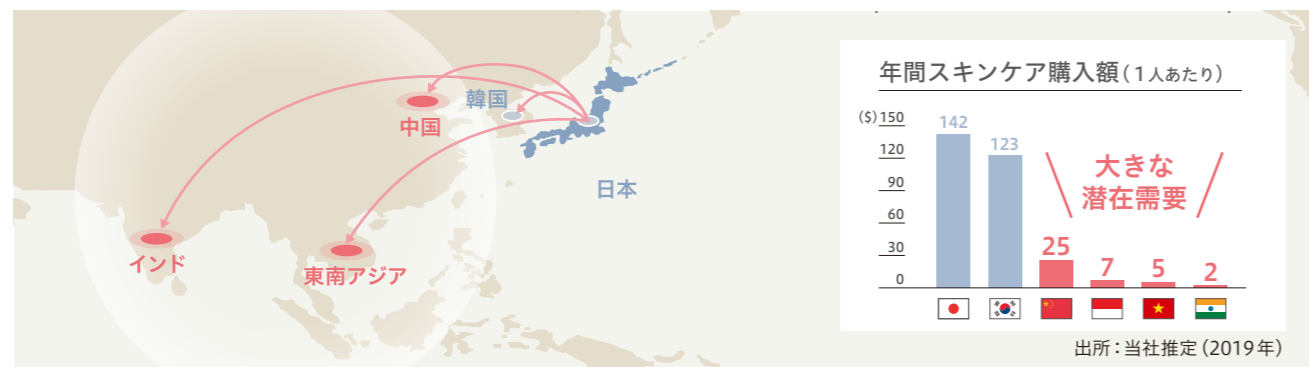 韓国
中国
日本
インド
東南アジア
年間スキンケア購入額(1人あたり)
($)150
120
90
60
30
0
142
123
大きな
潜在需要
25
7
5
2
出所:当社推定(2019年)